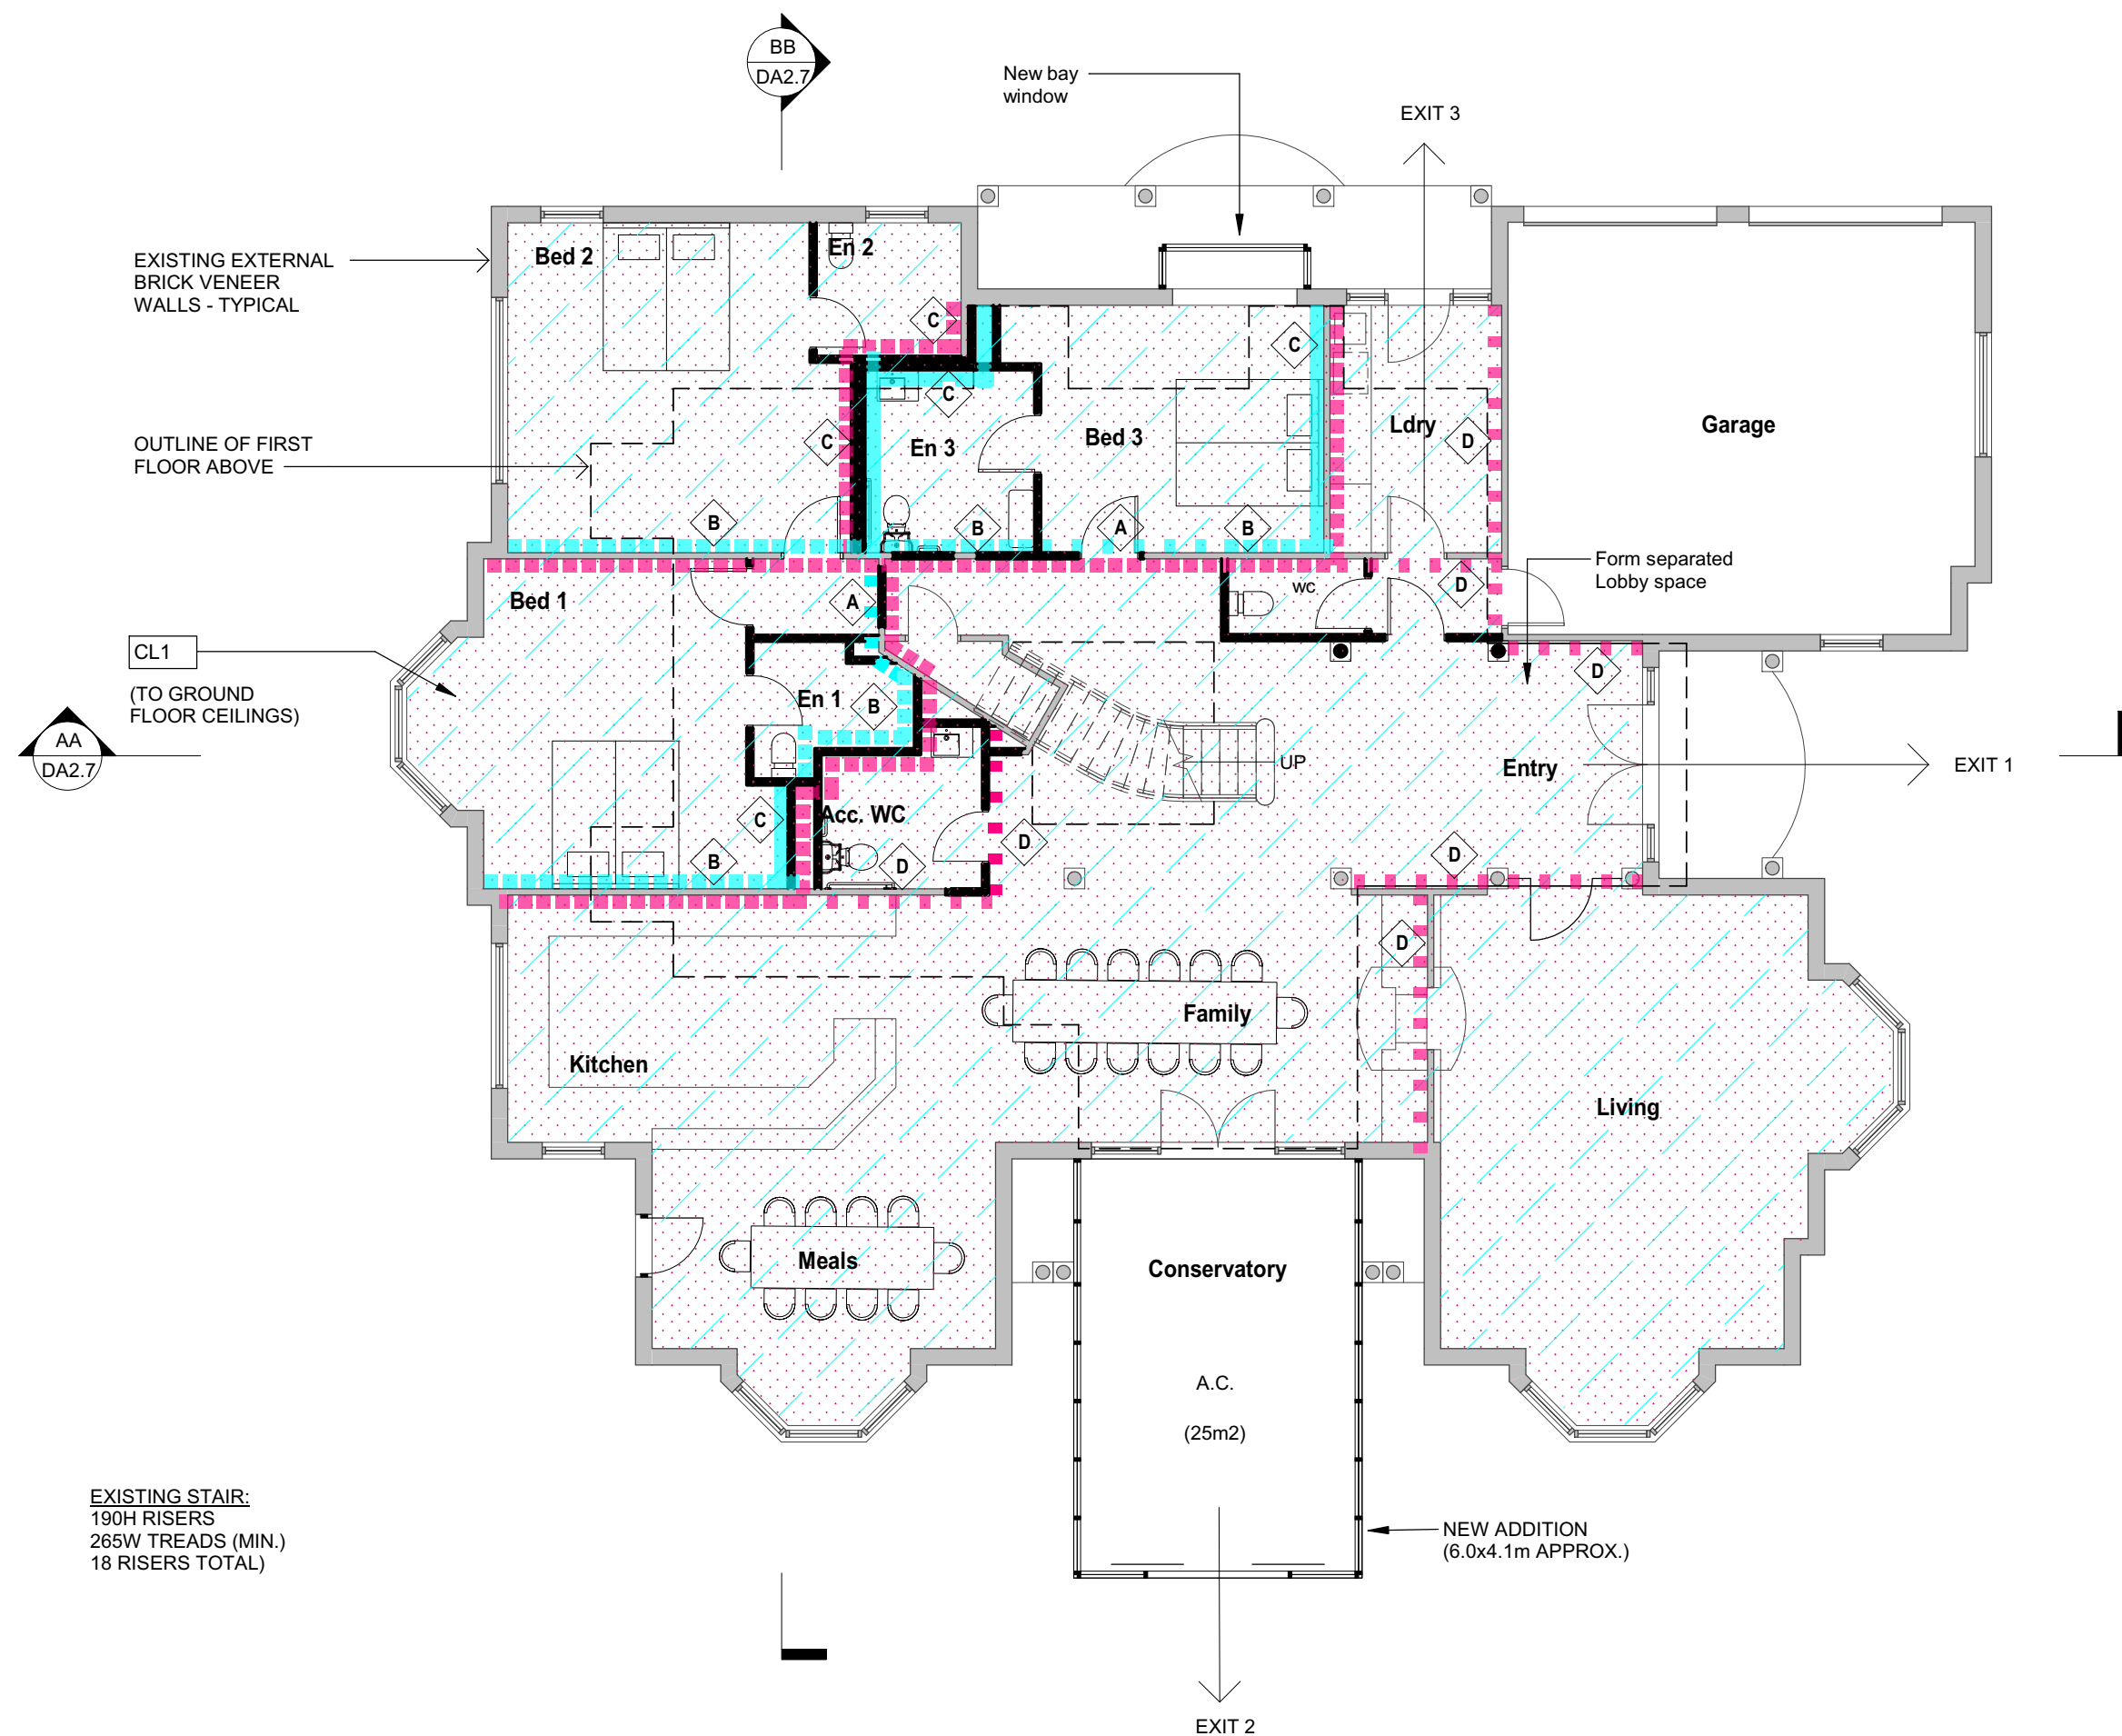 BB
DA2.7
New bay
window
EXIT 3
EXISTING EXTERNAL
BRICK VENEER
WALLS - TYPICAL
Bed 2
En 2
C
C
C
OUTLINE OF FIRST
FLOOR ABOVE
C
En 3
Bed 3
Ldry
D
Garage
B
B
A
B
Form separated
Lobby space
Bed 1
A
wc
D
CL1
(TO GROUND
FLOOR CEILINGS)
En 1
B
D
AA
DA2.7
UP
Entry
EXIT 1
C
Acc. WC
D
B
D
D
D
Family
Kitchen
Living
Meals
Conservatory
A.C.
(25m2)
EXISTING STAIR:
190H RISERS
265W TREADS (MIN.)
18 RISERS TOTAL)
NEW ADDITION
(6.0x4.1m APPROX.)
EXIT 2